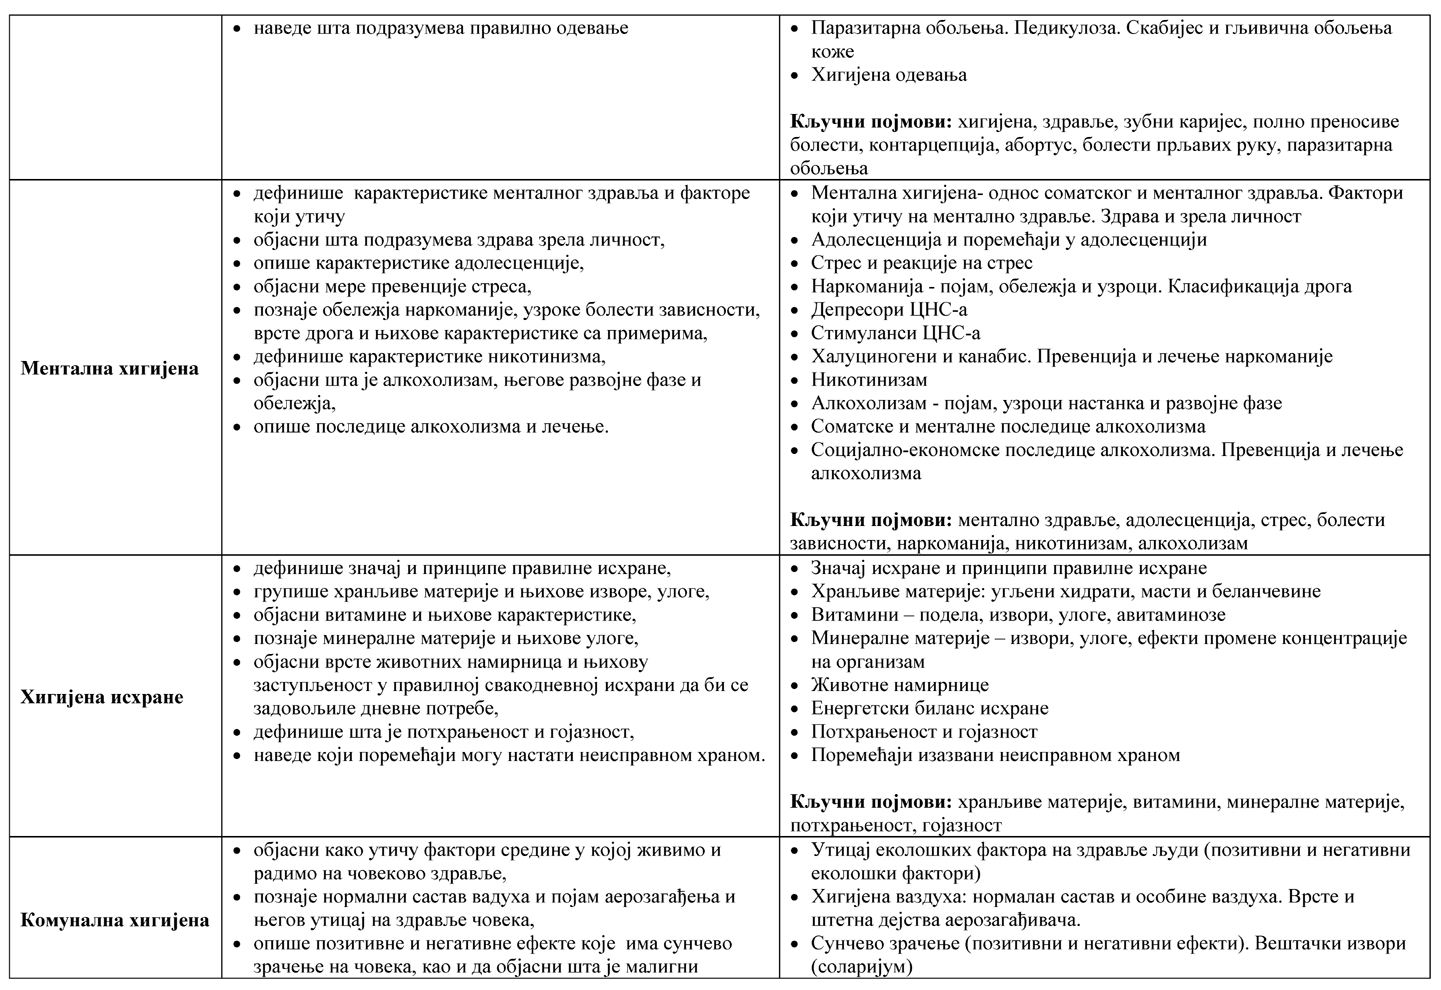 наведе шта подразумева правилно одевање
Паразитарна обољења. Педикулоза. Скабијес и гљивична обољења
коже
Хигијена одевања
Кључни појмови: хигијена, здравље, зубни каријес, полно преносиве
болести, контарцепција, абортус, болести прљавих руку, паразитарна
обољења
Ментална хигијена
дефинише карактеристике менталног здравља и факторе
који утичу
објасни шта подразумева здрава зрела личност,
опише карактеристике адолесценције,
објасни мере превенције стреса,
познаје обележја наркоманије, узроке болести зависности,
врсте дрога и њихове карактеристике са примерима,
дефинише карактеристике никотинизма,
објасни шта је алкохолизам, његове развојне фазе и
обележја,
опише последице алкохолизма и лечење.
Ментална хигијена- однос соматског и менталног здравља. Фактори
који утичу на ментално здравље. Здрава и зрела личност
Адолесценција и поремећаји у адолесценцији
Стрес и реакције на стрес
Наркоманија - појам, обележја и узроци. Класификација дрога
Депресори ЦНС-а
Стимуланси ЦНС-а
Халуциногени и канабис. Превенција и лечење наркоманије
Никотинизам
Алкохолизам - појам, узроци настанка и развојне фазе
Соматске и менталне последице алкохолизма
Социјално-економске последице алкохолизма. Превенција и лечење
алкохолизма
Кључни појмови: ментално здравље, адолесценција, стрес, болести
зависности, наркоманија, никотинизам, алкохолизам
Хигијена исхране
дефинише значај и принципе правилне исхране,
групише хранљиве материје и њихове изворе, улоге,
објасни витамине и њихове карактеристике,
познаје минералне материје и њихове улоге,
објасни врсте животних намирница и њихову
заступљеност у правилној свакодневној исхрани да би се
задовољиле дневне потребе,
дефинише шта је потхрањеност и гојазност,
наведе који поремећаји могу настати неисправном храном.
Значај исхране и принципи правилне исхране
Хранљиве материје: угљени хидрати, масти и беланчевине
Витамини – подела, извори, улоге, авитаминозе
Минералне материје – извори, улоге, ефекти промене концентрације
на организам
Животне намирнице
Енергетски биланс исхране
Потхрањеност и гојазност
Поремећаји изазвани неисправном храном
Кључни појмови: хранљиве материје, витамини, минералне материје,
потхрањеност, гојазност
Комунална хигијена
објасни како утичу фактори средине у којој живимо и
радимо на човеково здравље,
познаје нормални састав вадуха и појам аерозагађења и
његов утицај на здравље човека,
опише позитивне и негативне ефекте које има сунчево
зрачење на човека, као и да објасни шта је малигни
Утицај еколошких фактора на здравље људи (позитивни и негативни
еколошки фактори)
Хигијена ваздуха: нормалан састав и особине ваздуха. Врсте и
штетна дејства аерозагађивача.
Сунчево зрачење (позитивни и негативни ефекти). Вештачки извори
(соларијум)